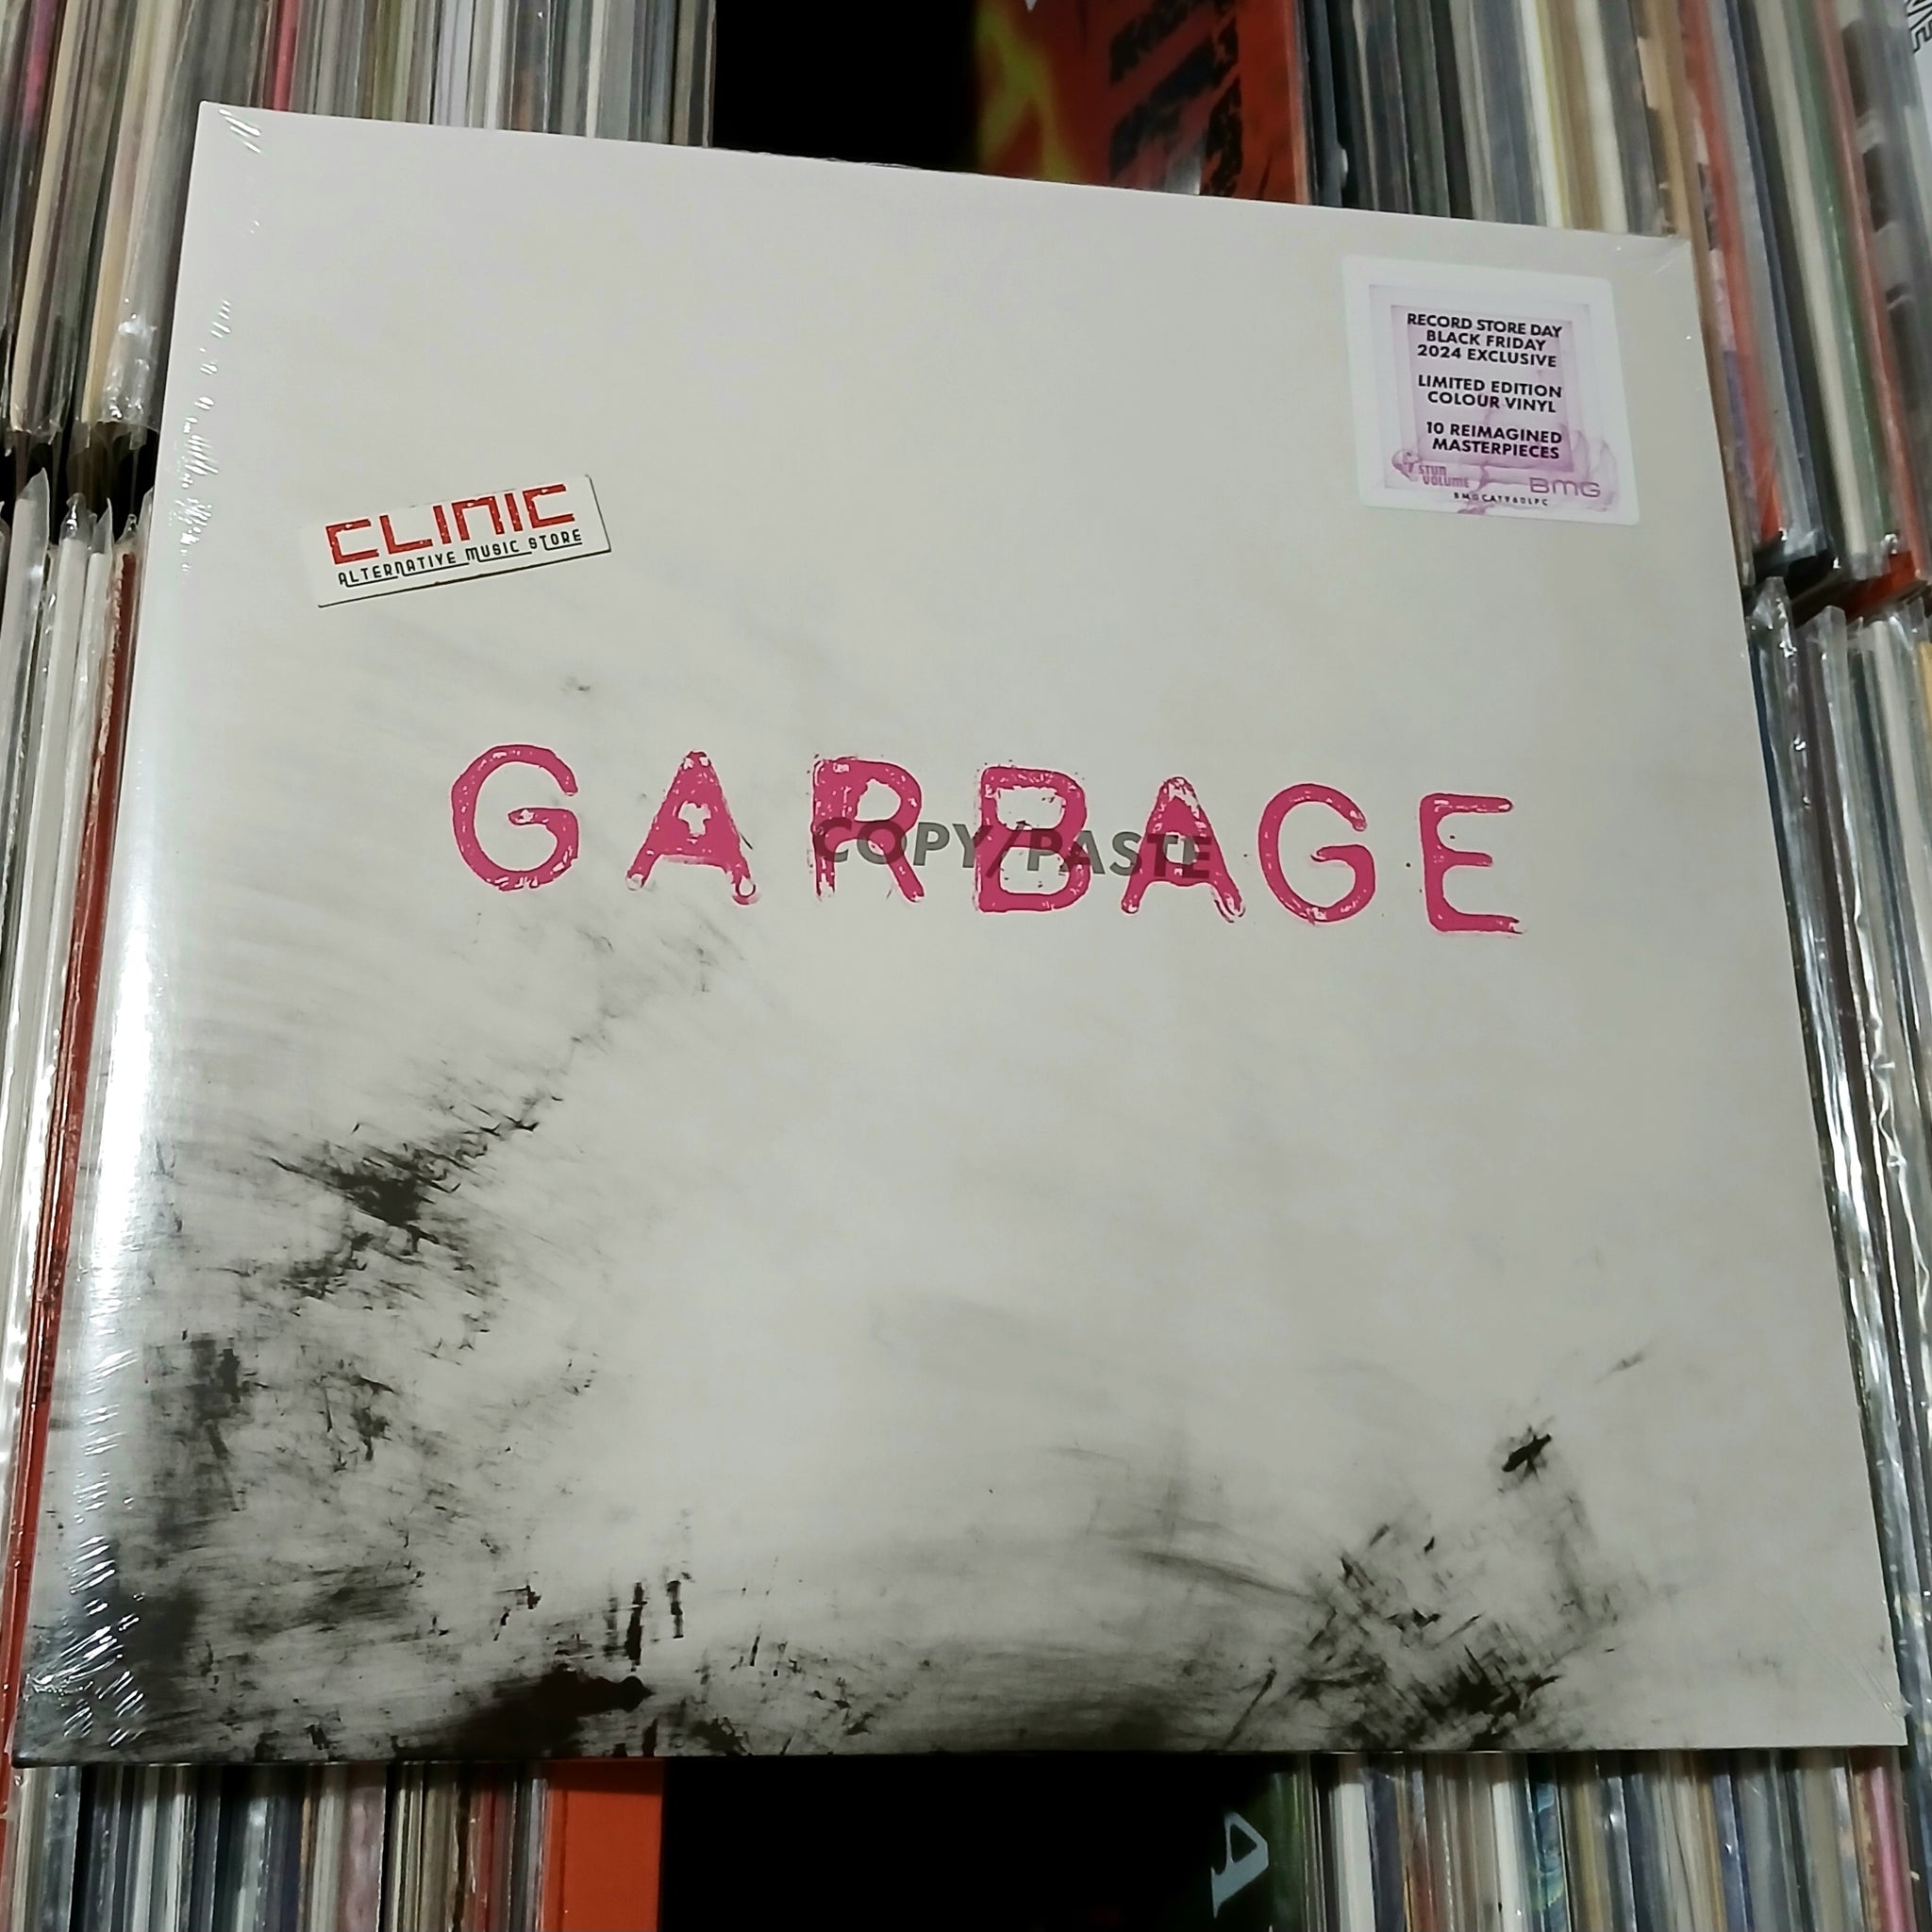 RECORD STORE DAY
BLACK FRIDAY
2024 EXCLUSIVE
LIMITED EDITION
COLOUR VINYL
10 REIMAGINED
MASTERPIECES
STUN
VOLUME
BMG
BMGCAT960LPC
CLINIC
ALTERNATIVE MUSIC STORE
GARBAGE
COPY/PASTE